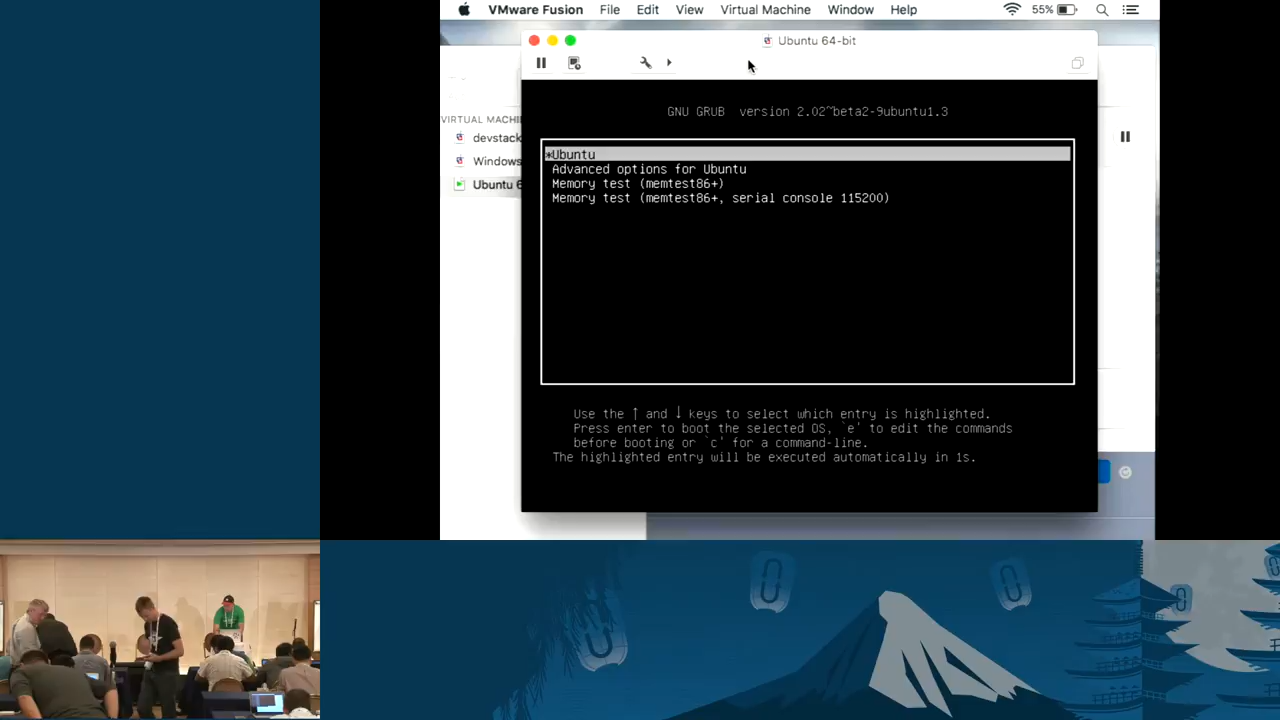 VMware Fusion File Edit View Virtual Machine Window Help 55%
Ubuntu 64-bit
GNU GRUB version 2.02~beta2-9ubuntu1.3
VIRTUAL MACHI
devstack
Windows
Ubuntu 6
*Ubuntu
Advanced options for Ubuntu
Memory test (memtest86+)
Memory test (memtest86+, serial console 115200)
Use the ↑ and ↓ keys to select which entry is highlighted.
Press enter to boot the selected OS, `e' to edit the commands
before booting or `c' for a command-line.
The highlighted entry will be executed automatically in 1s.